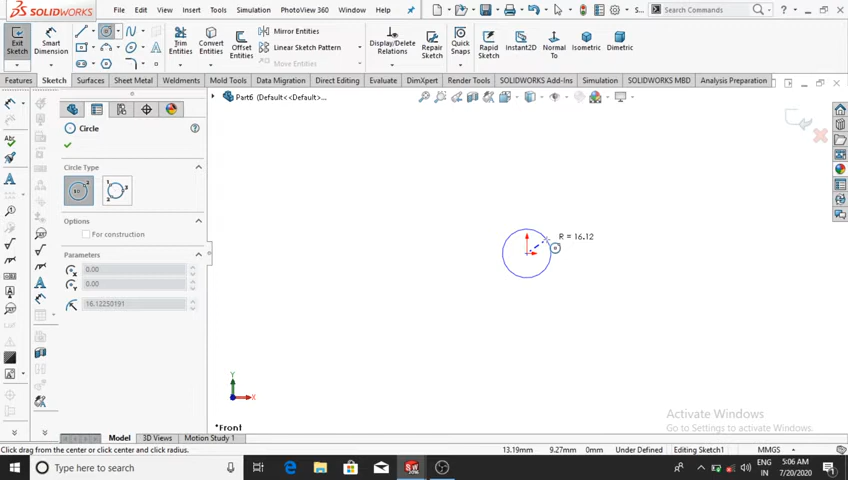 SOLIDWORKS
File
Edit
View
Insert
Tools
Simulation
PhotoView 360
Window
Help
S...
Search Commands
Exit
Sketch
Smart
Dimension
Trim
Entities
Convert
Entities
Offset
Entities
Mirror Entities
Linear Sketch Pattern
Move Entities
Display/Delete
Relations
Repair
Sketch
Quick
Snaps
Rapid
Sketch
Instant2D
Normal
To
Isometric
Dimetric
Features
Sketch
Surfaces
Sheet Metal
Weldments
Mold Tools
Data Migration
Direct Editing
Evaluate
DimXpert
Render Tools
SOLIDWORKS Add-Ins
Simulation
SOLIDWORKS MBD
Analysis Preparation
Part6 (Default<<Default>...
Circle
Circle Type
Options
For construction
Parameters
0.00
0.00
16.12250191
R = 16.12
Y
X
*Front
Activate Windows
Go to Settings to activate Windows.
Model
3D Views
Motion Study 1
Click drag from the center or click center and click radius.
13.19mm
9.27mm
0mm
Under Defined
Editing Sketch1
MMGS
Type here to search
ENG
IN
5:06 AM
7/20/2020